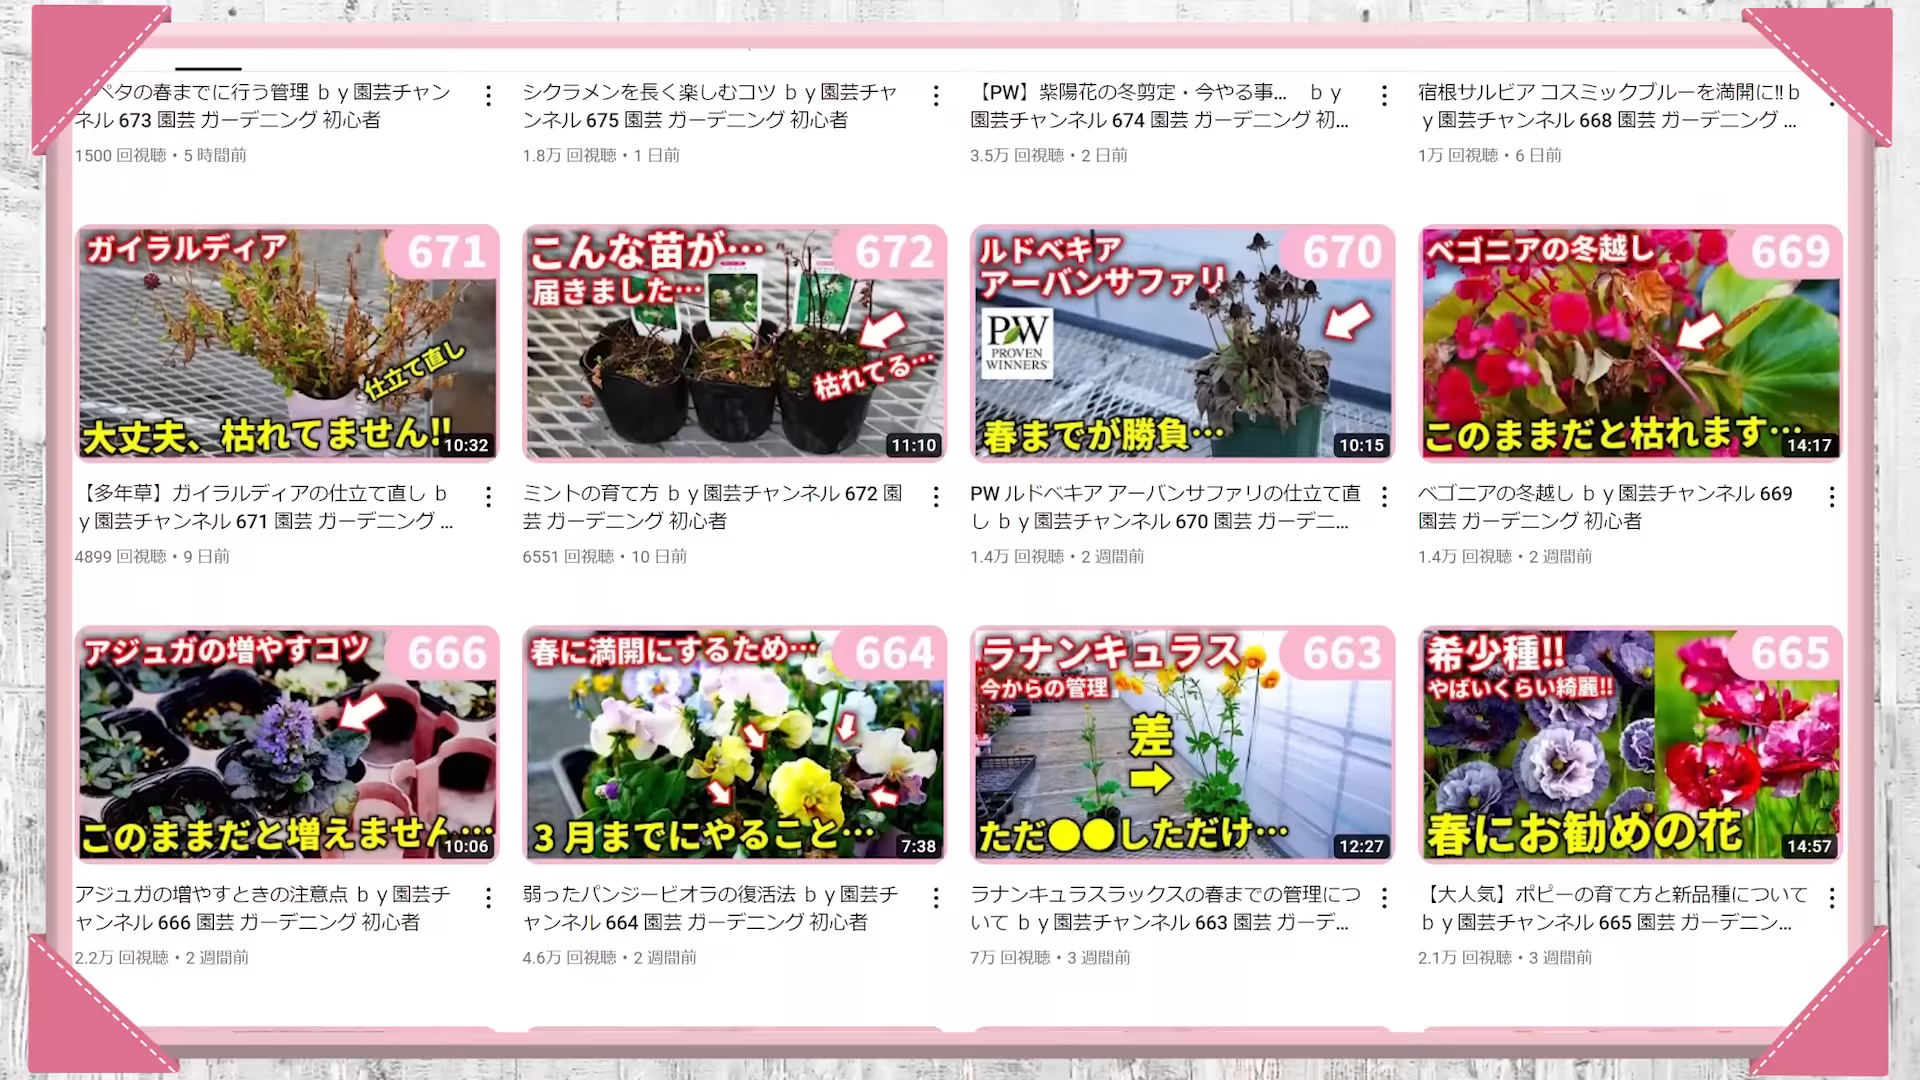 ペタの春までに行う管理 ｂｙ園芸チャン
ネル 673 園芸 ガーデニング 初心者
1500 回視聴・5 時間前
シクラメンを長く楽しむコツ ｂｙ園芸チャ
ンネル 675 園芸 ガーデニング 初心者
1.8万 回視聴・1 日前
【PW】紫陽花の冬剪定・今やる事...　ｂｙ
園芸チャンネル 674 園芸 ガーデニング 初...
3.5万 回視聴・2 日前
宿根サルビア コスミックブルーを満開に!! ｂ
ｙ園芸チャンネル 668 園芸 ガーデニング ...
1万 回視聴・6 日前
ガイラルディア
671
仕立て直し
大丈夫、枯れてません!!
10:32
こんな苗が…
届きました…
672
枯れてる…
11:10
ルドベキア
アーバンサファリ
670
PW
PROVEN
WINNERS
春までが勝負…
10:15
ベゴニアの冬越し
669
このままだと枯れます…
14:17
【多年草】ガイラルディアの仕立て直し ｂ
ｙ園芸チャンネル 671 園芸 ガーデニング ...
4899 回視聴・9 日前
ミントの育て方 ｂｙ園芸チャンネル 672 園
芸 ガーデニング 初心者
6551 回視聴・10 日前
PW ルドベキア アーバンサファリの仕立て直
し ｂｙ園芸チャンネル 670 園芸 ガーデニ...
1.4万 回視聴・2 週間前
ベゴニアの冬越し ｂｙ園芸チャンネル 669
園芸 ガーデニング 初心者
1.4万 回視聴・2 週間前
アジュガの増やすコツ
666
このままだと増えません…
10:06
春に満開にするため…
664
３月までにやること…
7:38
ラナンキュラス
今からの管理
663
差
ただ●●しただけ…
12:27
希少種!!
やばいくらい綺麗!!
665
春にお勧めの花
14:57
アジュガの増やすときの注意点 ｂｙ園芸チ
ャンネル 666 園芸 ガーデニング 初心者
2.2万 回視聴・2 週間前
弱ったパンジービオラの復活法 ｂｙ園芸チ
ャンネル 664 園芸 ガーデニング 初心者
4.6万 回視聴・2 週間前
ラナンキュラスラックスの春までの管理につ
いて ｂｙ園芸チャンネル 663 園芸 ガーデ...
7万 回視聴・3 週間前
【大人気】ポピーの育て方と新品種について
ｂｙ園芸チャンネル 665 園芸 ガーデニン...
2.1万 回視聴・3 週間前